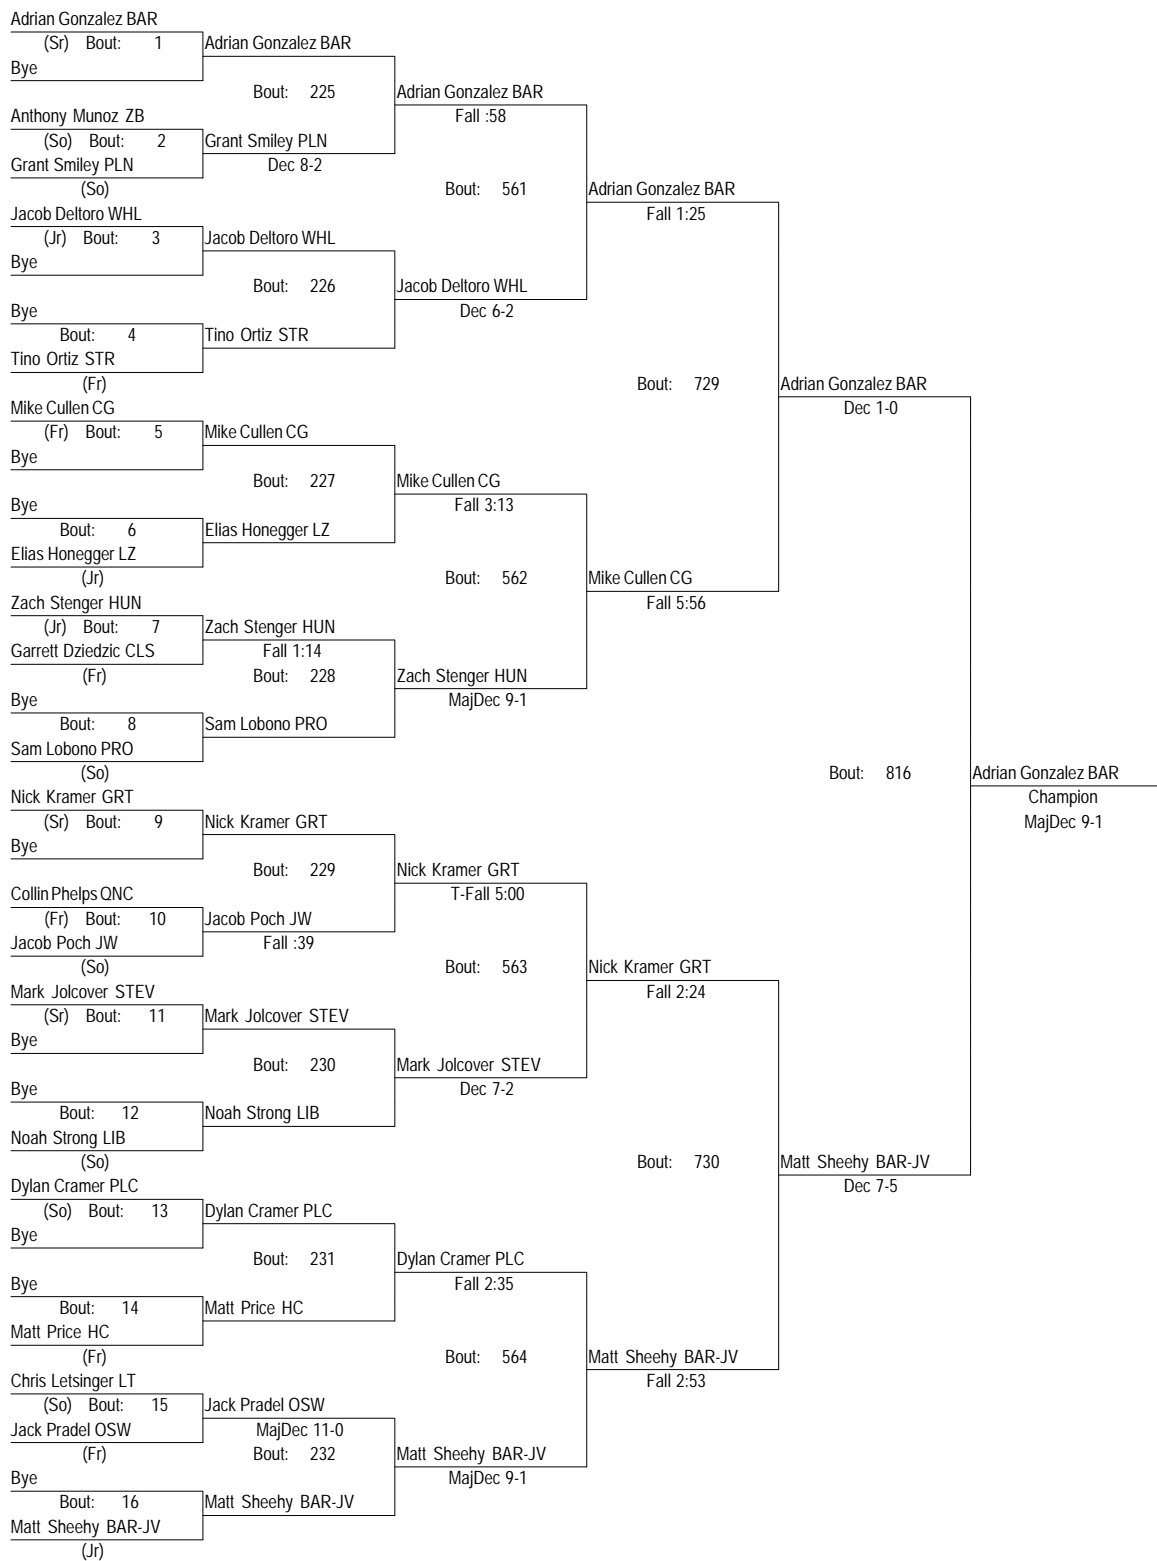 Adrian Gonzalez BAR
(Sr) Bout: 1 Adrian Gonzalez BAR
Bye
Bout: 225 Adrian Gonzalez BAR
Anthony Munoz ZB Fall :58
(So) Bout: 2 Grant Smiley PLN
Grant Smiley PLN Dec 8-2
(So) Bout: 561 Adrian Gonzalez BAR
Jacob Deltoro WHL Fall 1:25
(Jr) Bout: 3 Jacob Deltoro WHL
Bye
Bout: 226 Jacob Deltoro WHL
Bye Dec 6-2
Bout: 4 Tino Ortiz STR
Tino Ortiz STR
(Fr) Bout: 729 Adrian Gonzalez BAR
Mike Cullen CG Dec 1-0
(Fr) Bout: 5 Mike Cullen CG
Bye
Bout: 227 Mike Cullen CG
Bye Fall 3:13
Bout: 6 Elias Honegger LZ
Elias Honegger LZ
(Jr) Bout: 562 Mike Cullen CG
Zach Stenger HUN Fall 5:56
(Jr) Bout: 7 Zach Stenger HUN
Garrett Dziedzic CLS Fall 1:14
(Fr) Bout: 228 Zach Stenger HUN
Bye MajDec 9-1
Bout: 8 Sam Lobono PRO
Sam Lobono PRO
(So) Bout: 816 Adrian Gonzalez BAR
Nick Kramer GRT Champion
(Sr) Bout: 9 Nick Kramer GRT MajDec 9-1
Bye
Bout: 229 Nick Kramer GRT
Collin Phelps QNC T-Fall 5:00
(Fr) Bout: 10 Jacob Poch JW
Jacob Poch JW Fall :39
(So) Bout: 563 Nick Kramer GRT
Mark Jolcover STEV Fall 2:24
(Sr) Bout: 11 Mark Jolcover STEV
Bye
Bout: 230 Mark Jolcover STEV
Bye Dec 7-2
Bout: 12 Noah Strong LIB
Noah Strong LIB
(So) Bout: 730 Matt Sheehy BAR-JV
Dylan Cramer PLC Dec 7-5
(So) Bout: 13 Dylan Cramer PLC
Bye
Bout: 231 Dylan Cramer PLC
Bye Fall 2:35
Bout: 14 Matt Price HC
Matt Price HC
(Fr) Bout: 564 Matt Sheehy BAR-JV
Chris Letsinger LT Fall 2:53
(So) Bout: 15 Jack Pradel OSW
Jack Pradel OSW MajDec 11-0
(Fr) Bout: 232 Matt Sheehy BAR-JV
Bye MajDec 9-1
Bout: 16 Matt Sheehy BAR-JV
Matt Sheehy BAR-JV
(Jr)